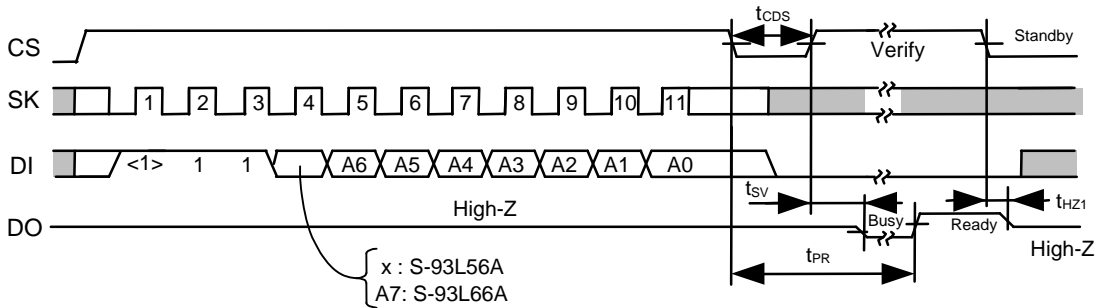 tCDS
CS
Verify
Standby
SK
1 2 3 4 5 6 7 8 9 10 11
DI
<1> 1 1 A6 A5 A4 A3 A2 A1 A0
tSV
tHZ1
High-Z
DO
Busy
Ready
High-Z
tPR
x : S-93L56A
A7: S-93L66A